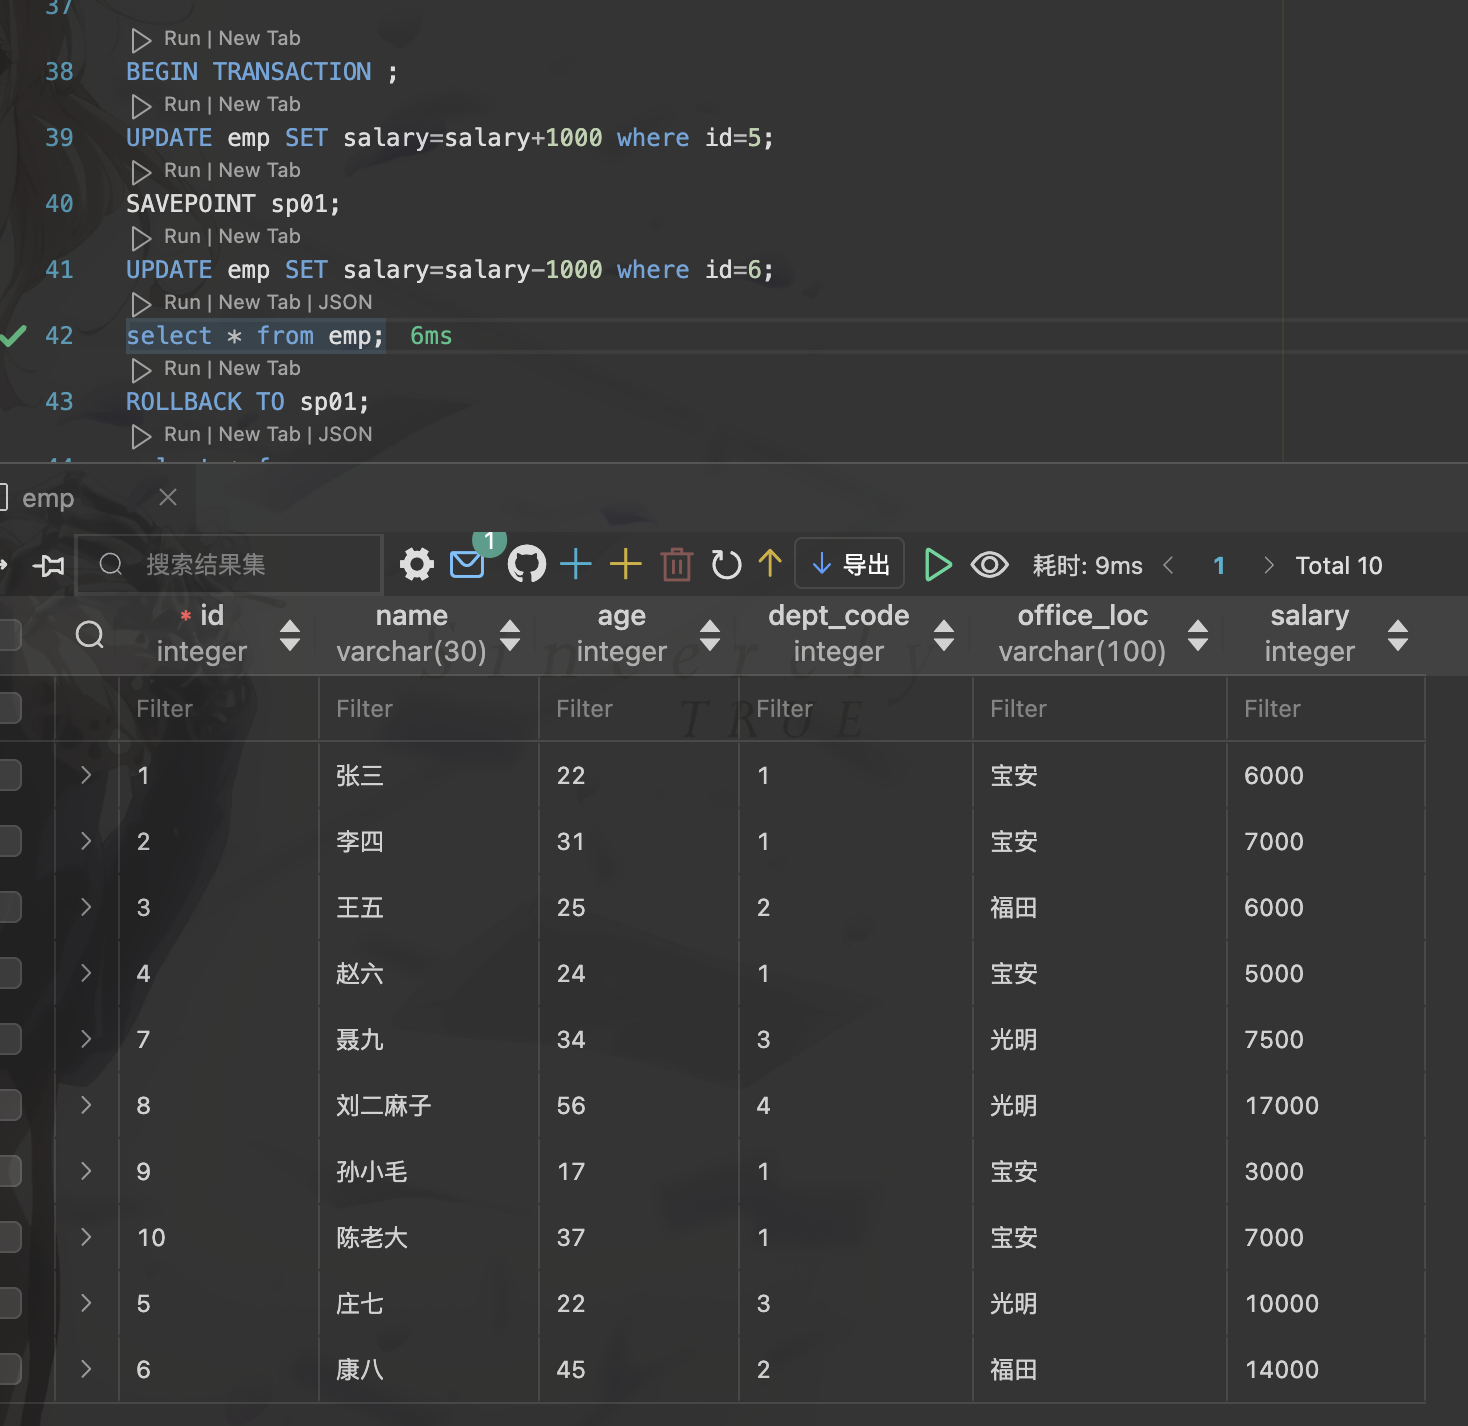 37
Run | New Tab
38 BEGIN TRANSACTION ;
Run | New Tab
39 UPDATE emp SET salary=salary+1000 where id=5;
Run | New Tab
40 SAVEPOINT sp01;
Run | New Tab
41 UPDATE emp SET salary=salary-1000 where id=6;
Run | New Tab | JSON
42 select * from emp; 6ms
Run | New Tab
43 ROLLBACK TO sp01;
Run | New Tab | JSON
emp
搜索结果集 1 导出 耗时: 9ms 1 Total 10
* id name age dept_code office_loc salary
integer varchar(30) integer integer varchar(100) integer
Sincerely
TRUE
Filter Filter Filter Filter Filter Filter
1 张三 22 1 宝安 6000
2 李四 31 1 宝安 7000
3 王五 25 2 福田 6000
4 赵六 24 1 宝安 5000
7 聂九 34 3 光明 7500
8 刘二麻子 56 4 光明 17000
9 孙小毛 17 1 宝安 3000
10 陈老大 37 1 宝安 7000
5 庄七 22 3 光明 10000
6 康八 45 2 福田 14000